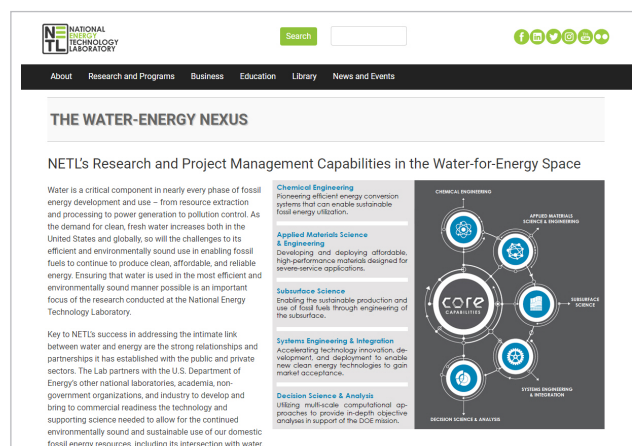 NATIONAL
ENERGY
TECHNOLOGY
LABORATORY
NETL
Search
About Research and Programs Business Education Library News and Events
THE WATER-ENERGY NEXUS
NETL's Research and Project Management Capabilities in the Water-for-Energy Space
Water is a critical component in nearly every phase of fossil
energy development and use – from resource extraction
and processing to power generation to pollution control. As
the demand for clean, fresh water increases both in the
United States and globally, so will the challenges to its
efficient and environmentally sound use in enabling fossil
fuels to continue to produce clean, affordable, and reliable
energy. Ensuring that water is used in the most efficient and
environmentally sound manner possible is an important
focus of the research conducted at the National Energy
Technology Laboratory.
Key to NETL's success in addressing the intimate link
between water and energy are the strong relationships and
partnerships it has established with the public and private
sectors. The Lab partners with the U.S. Department of
Energy's other national laboratories, academia, non-
government organizations, and industry to develop and
bring to commercial readiness the technology and
supporting science needed to allow for the continued
environmentally sound and sustainable use of our domestic
fossil energy resources, including its intersection with water
Chemical Engineering
Pioneering efficient energy conversion
systems that can enable sustainable
fossil energy utilization.
Applied Materials Science
& Engineering
Developing and deploying affordable,
high-performance materials designed for
severe-service applications.
Subsurface Science
Enabling the sustainable production and
use of fossil fuels through engineering of
the subsurface.
Systems Engineering & Integration
Accelerating technology innovation, de-
velopment, and deployment to enable
new clean energy technologies to gain
market acceptance.
Decision Science & Analysis
Utilizing multi-scale computational ap-
proaches to provide in-depth objective
analyses in support of the DOE mission.
CHEMICAL ENGINEERING
APPLIED MATERIALS
SCIENCE & ENGINEERING
core
CAPABILITIES
SUBSURFACE
SCIENCE
SYSTEMS ENGINEERING
& INTEGRATION
DECISION SCIENCE & ANALYSIS